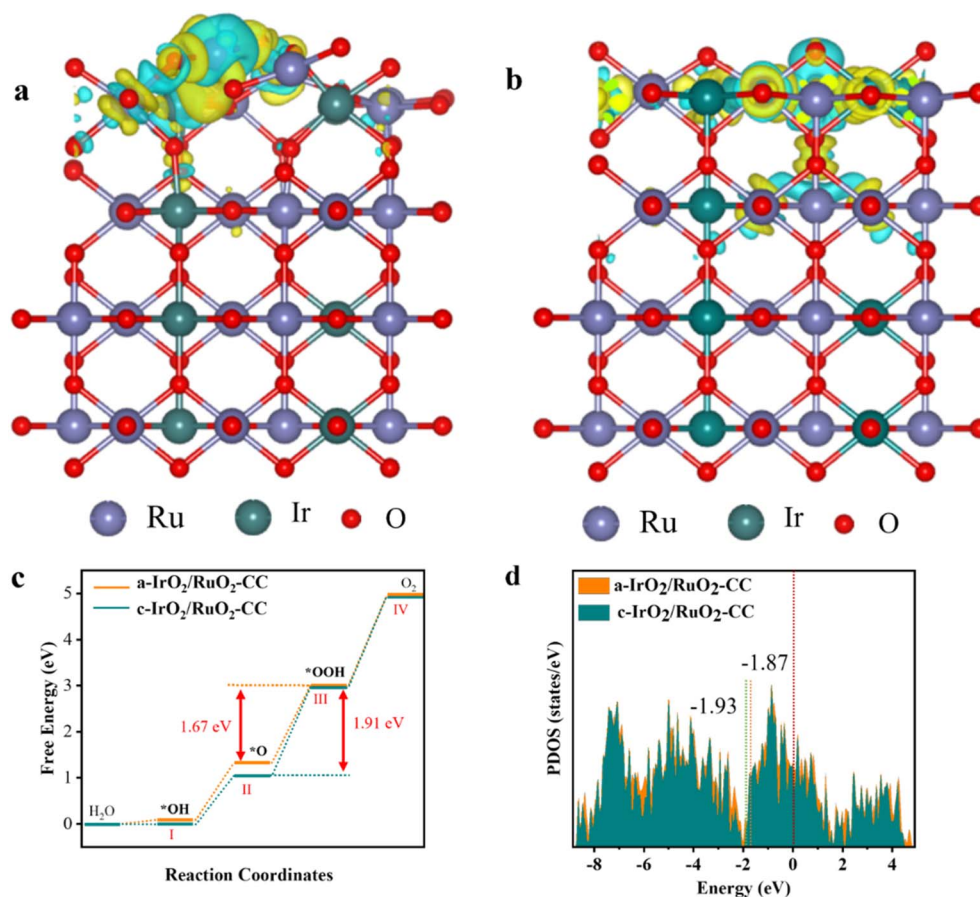 a
b
Ru Ir O
Ru Ir O
c
a-IrO₂/RuO₂-CC
c-IrO₂/RuO₂-CC
O₂
IV
*OOH
III
1.67 eV
1.91 eV
*O
II
H₂O
*OH
I
Free Energy (eV)
5
4
3
2
1
0
Reaction Coordinates
d
a-IrO₂/RuO₂-CC
c-IrO₂/RuO₂-CC
-1.87
-1.93
PDOS (states/eV)
-8 -6 -4 -2 0 2 4
Energy (eV)